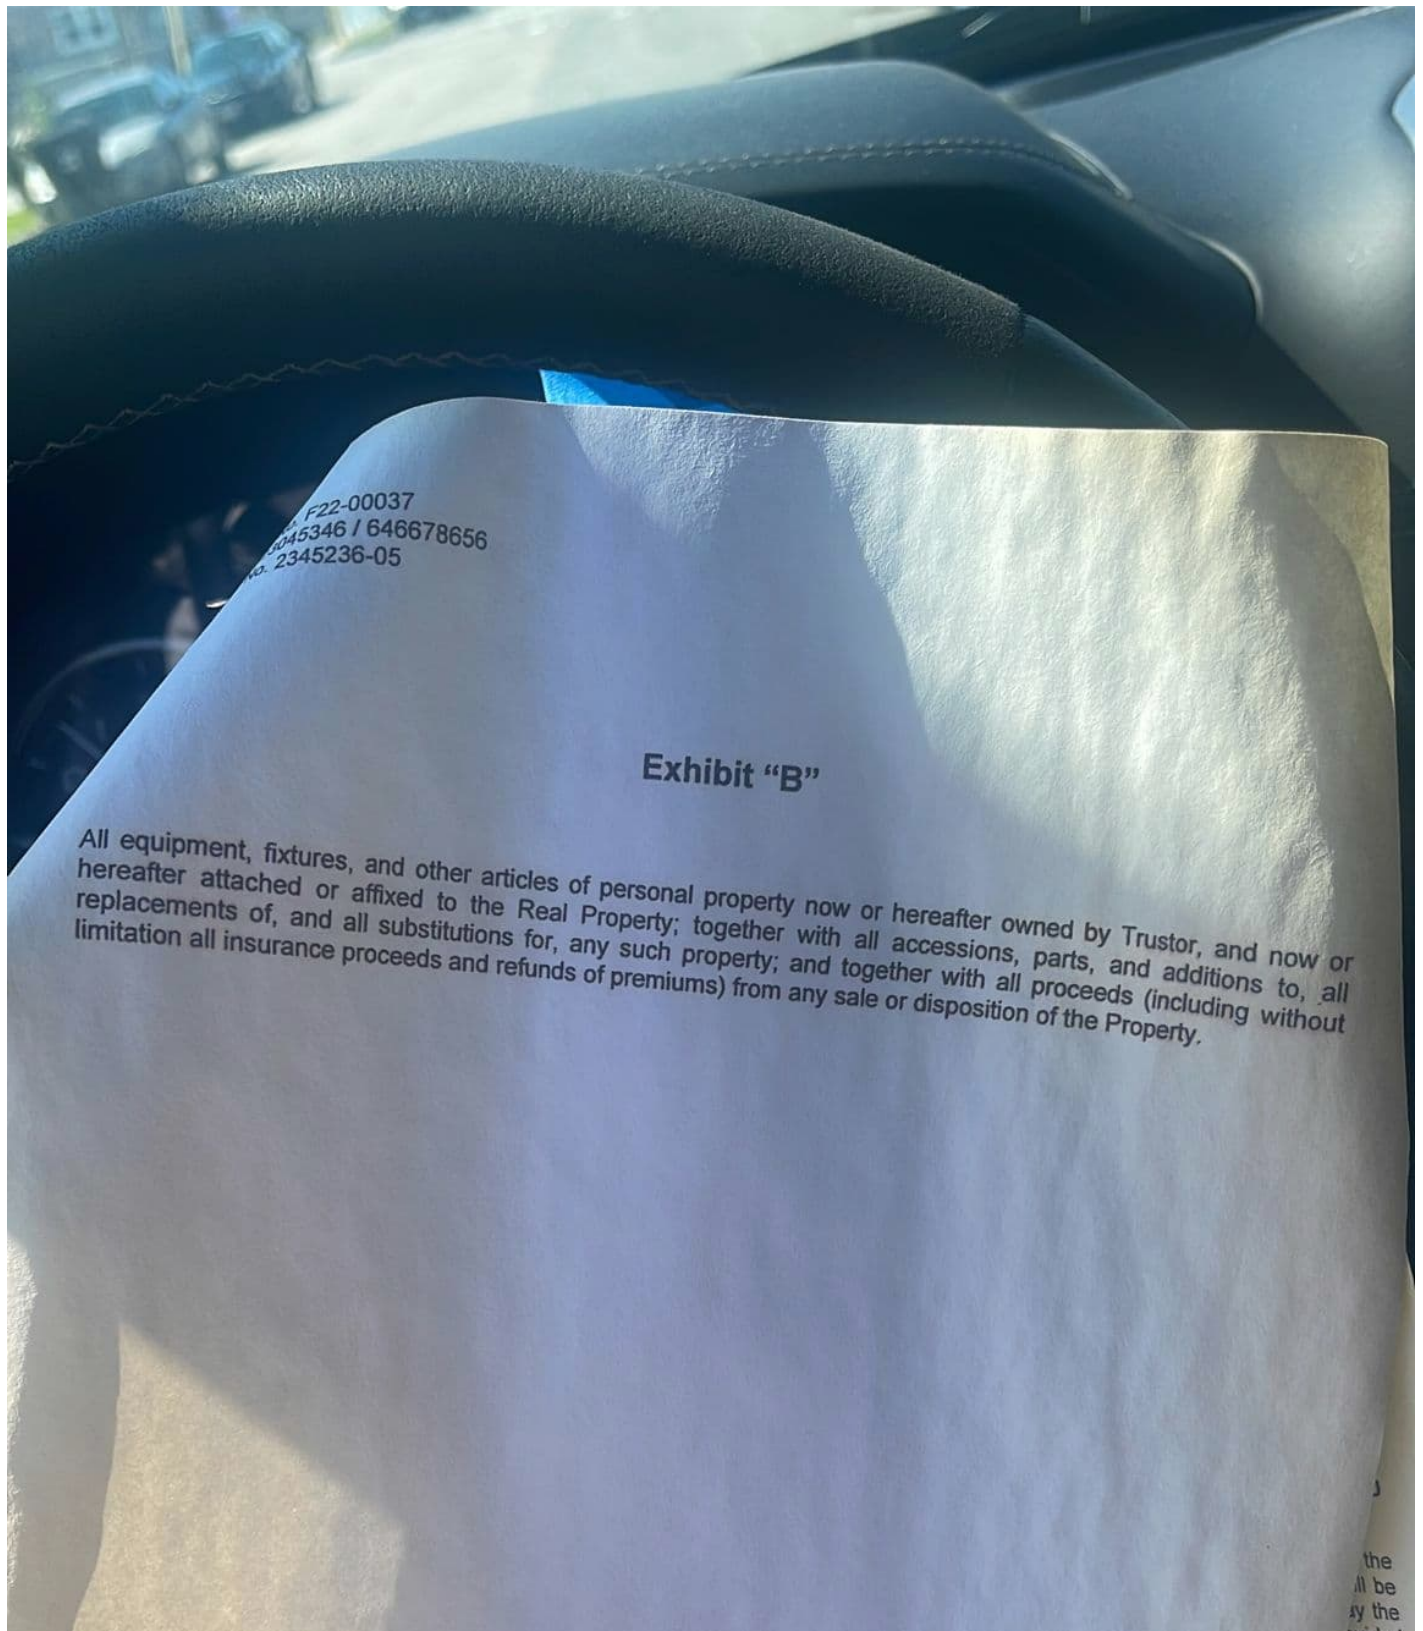 F22-00037
045346 / 646678656
No. 2345236-05
Exhibit “B”
All equipment, fixtures, and other articles of personal property now or hereafter owned by Trustor, and now or
hereafter attached or affixed to the Real Property; together with all accessions, parts, and additions to, all
replacements of, and all substitutions for, any such property; and together with all proceeds (including without
limitation all insurance proceeds and refunds of premiums) from any sale or disposition of the Property.
the
ll be
the